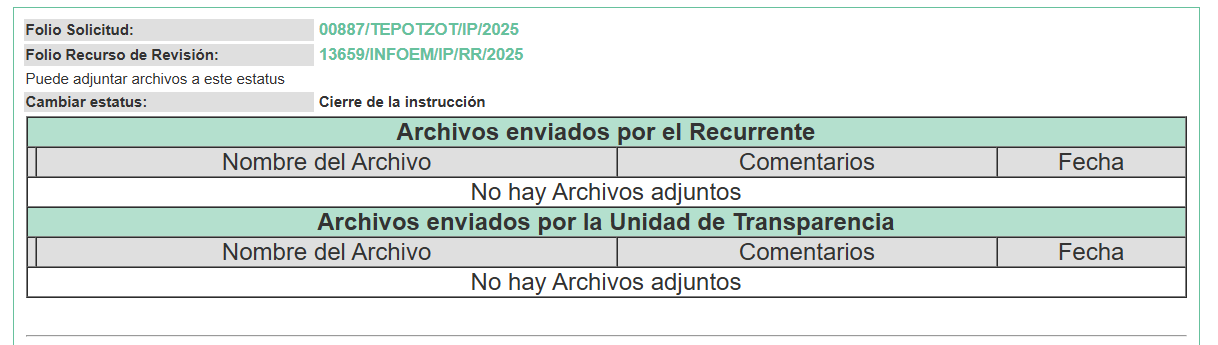 Folio Solicitud: 00887/TEPOTZOT/IP/2025
Folio Recurso de Revisión: 13659/INFOEM/IP/RR/2025
Puede adjuntar archivos a este estatus
Cambiar estatus: Cierre de la instrucción
Archivos enviados por el Recurrente
Nombre del Archivo Comentarios Fecha
No hay Archivos adjuntos
Archivos enviados por la Unidad de Transparencia
Nombre del Archivo Comentarios Fecha
No hay Archivos adjuntos